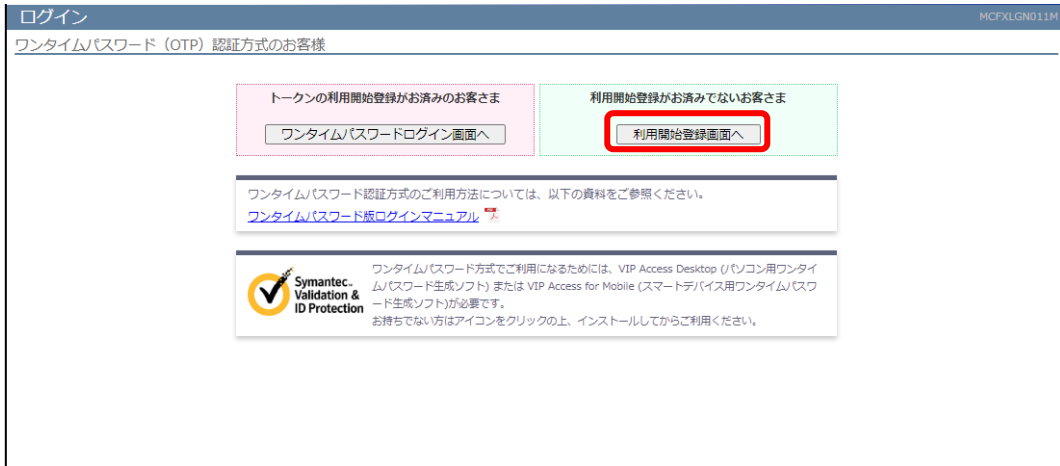 ログイン
MCFXLGN011M
ワンタイムパスワード（OTP）認証方式のお客様
トークンの利用開始登録がお済みのお客さま
ワンタイムパスワードログイン画面へ
利用開始登録がお済みでないお客さま
利用開始登録画面へ
ワンタイムパスワード認証方式のご利用方法については、以下の資料をご参照ください。
ワンタイムパスワード版ログインマニュアル
Symantec™
Validation &
ID Protection
ワンタイムパスワード方式でご利用になるためには、VIP Access Desktop (パソコン用ワンタイ
ムパスワード生成ソフト) または VIP Access for Mobile (スマートデバイス用ワンタイムパスワ
ード生成ソフト)が必要です。
お持ちでない方はアイコンをクリックの上、インストールしてからご利用ください。